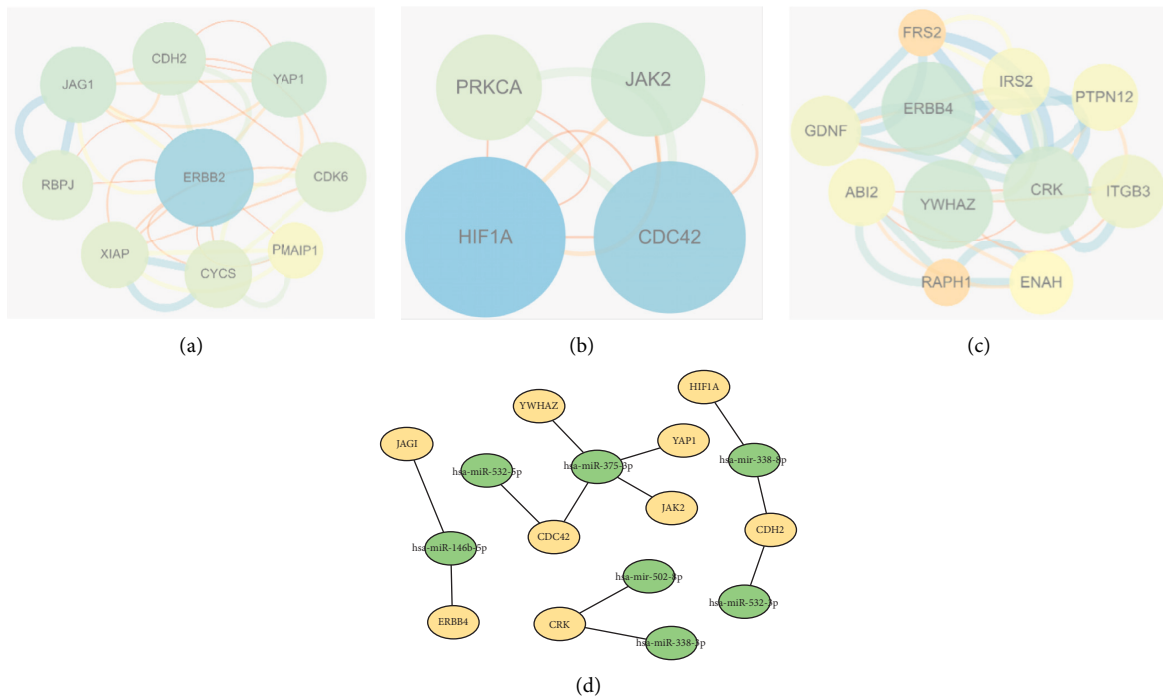 CDH2
YAP1
JAG1
ERBB2
RBPJ
CDK6
XIAP
CYCS
PMAIP1
(a)
PRKCA
JAK2
HIF1A
CDC42
(b)
FRS2
IRS2
ERBB4
PTPN12
GDNF
ABI2
YWHAZ
CRK
ITGB3
RAPH1
ENAH
(c)
HIF1A
YWHAZ
JAGI
YAP1
hsa-miR-532-5p
hsa-miR-375-3p
hsa-mir-338-8p
JAK2
CDC42
CDH2
hsa-miR-146b-5p
hsa-mir-502-8p
hsa-miR-532-3p
ERBB4
CRK
hsa-miR-338-3p
(d)